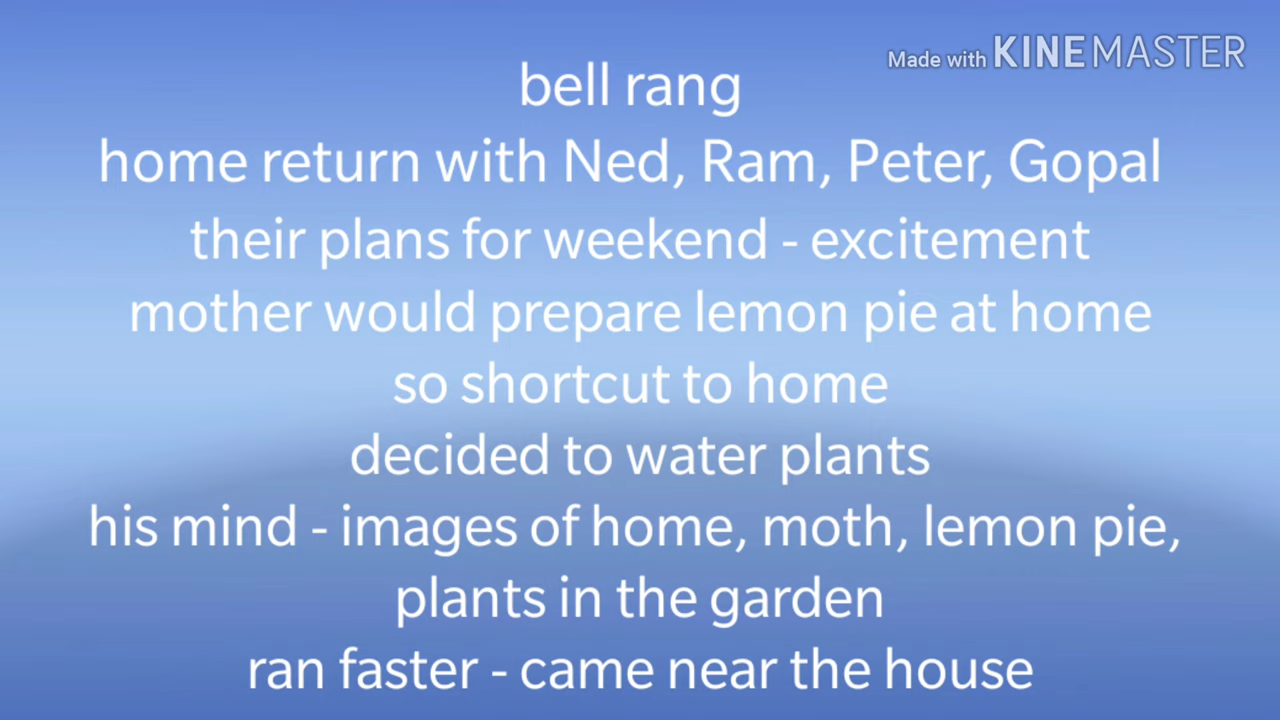 Made with KINEMASTER
bell rang
home return with Ned, Ram, Peter, Gopal
their plans for weekend - excitement
mother would prepare lemon pie at home
so shortcut to home
decided to water plants
his mind - images of home, moth, lemon pie,
plants in the garden
ran faster - came near the house